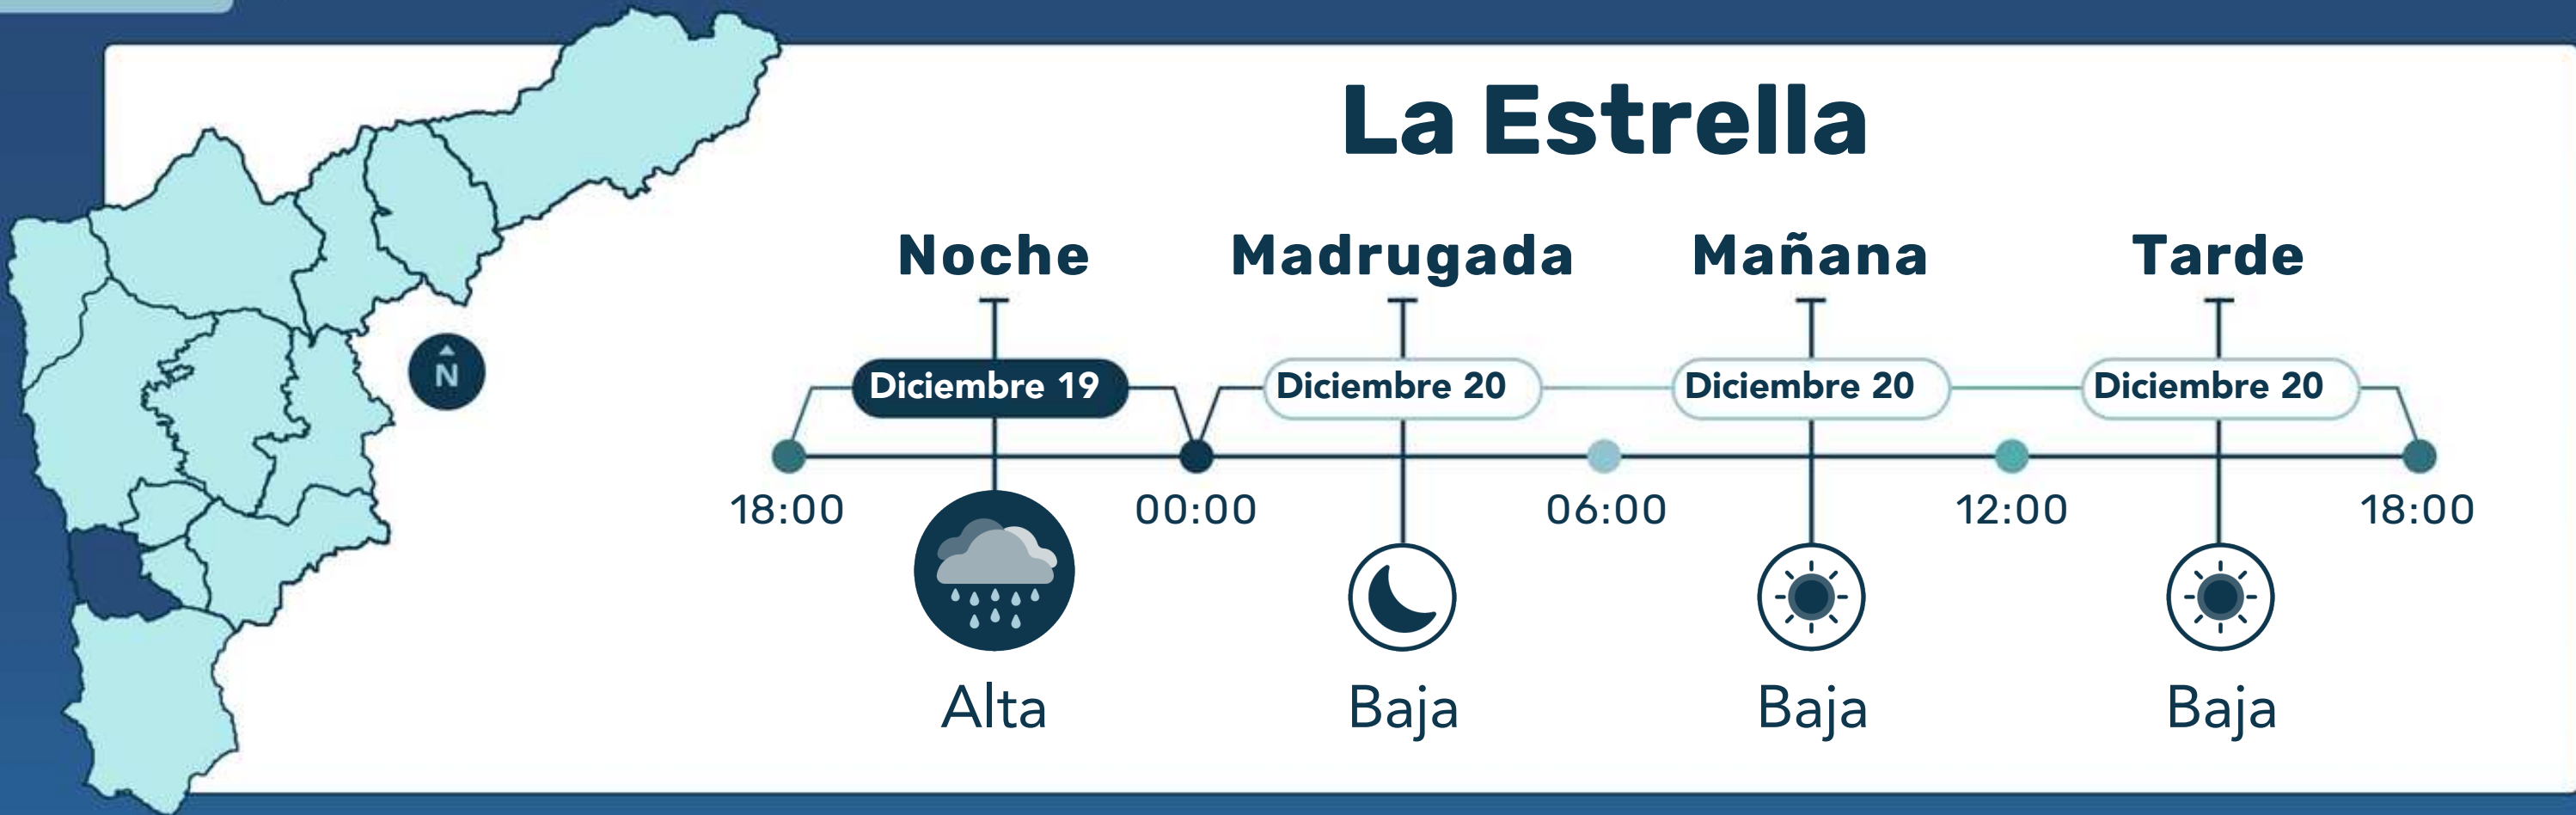 La Estrella
Noche Madrugada Mañana Tarde
N
Diciembre 19 Diciembre 20 Diciembre 20 Diciembre 20
18:00 00:00 06:00 12:00 18:00
Alta Baja Baja Baja